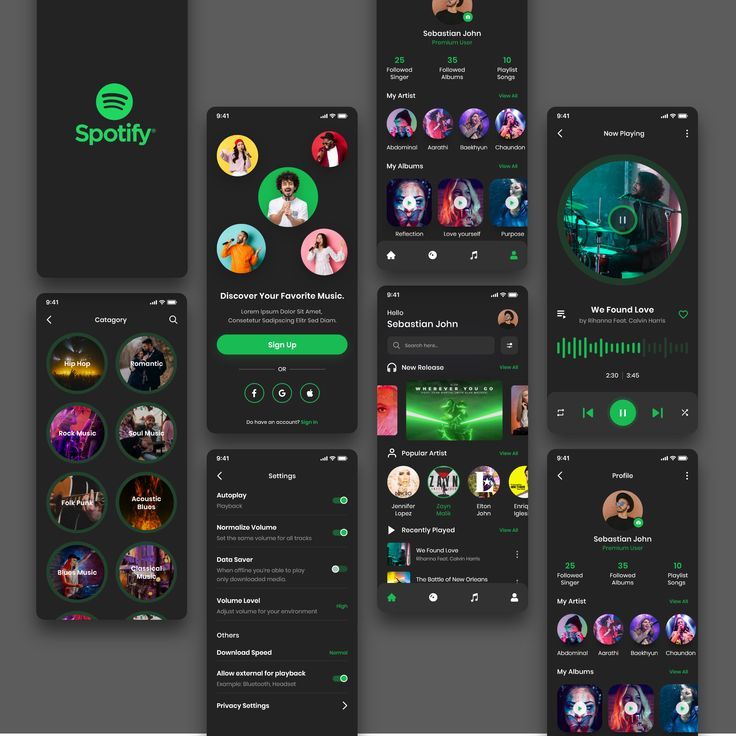 Spotify®
9:41
Catagory
Hip Hop
Romantic
Rock Music
Soul Music
Folk Punk
Acoustic
Blues
Blues Music
Classical
Music
9:41
Discover Your Favorite Music.
Lorem Ipsum Dolor Sit Amet,
Consetetur Sadipscing Elitr Sed Diam.
Sign Up
OR
f
G
Do have an account? Sign In
9:41
Settings
Autoplay
Playback
Normalize Volume
Set the same volume for all tracks
Data Saver
When offline you're able to play
only downloaded media.
Volume Level
Adjust volume for your environment
High
Others
Download Speed
Normal
Allow external for playback
Example: Bluetooth, Headset
Privacy Settings
Sebastian John
Premium User
25
35
10
Followed
Singer
Followed
Albums
Playlist
Songs
My Artist
View All
Abdominal
Aarathi
Baekhyun
Chaundon
My Albums
View All
Reflection
Love yourself
Purpose
9:41
Hello
Sebastian John
Search here...
New Release
View All
WHEREVER YOU GO
Popular Artist
View All
ZAYN
Jennifer
Lopez
Zayn
Malik
Elton
John
Enriq
Igles
Recently Played
View All
We Found Love
Rihanna Feat. Calvin Harris
The Battle of New Orleans
9:41
Now Playing
We Found Love
by Rihanna Feat. Calvin Harris
2:30 | 3:45
9:41
Profile
Sebastian John
Premium User
25
35
10
Followed
Singer
Followed
Albums
Playlist
Songs
My Artist
View All
Abdominal
Aarathi
Baekhyun
Chaundon
My Albums
View All